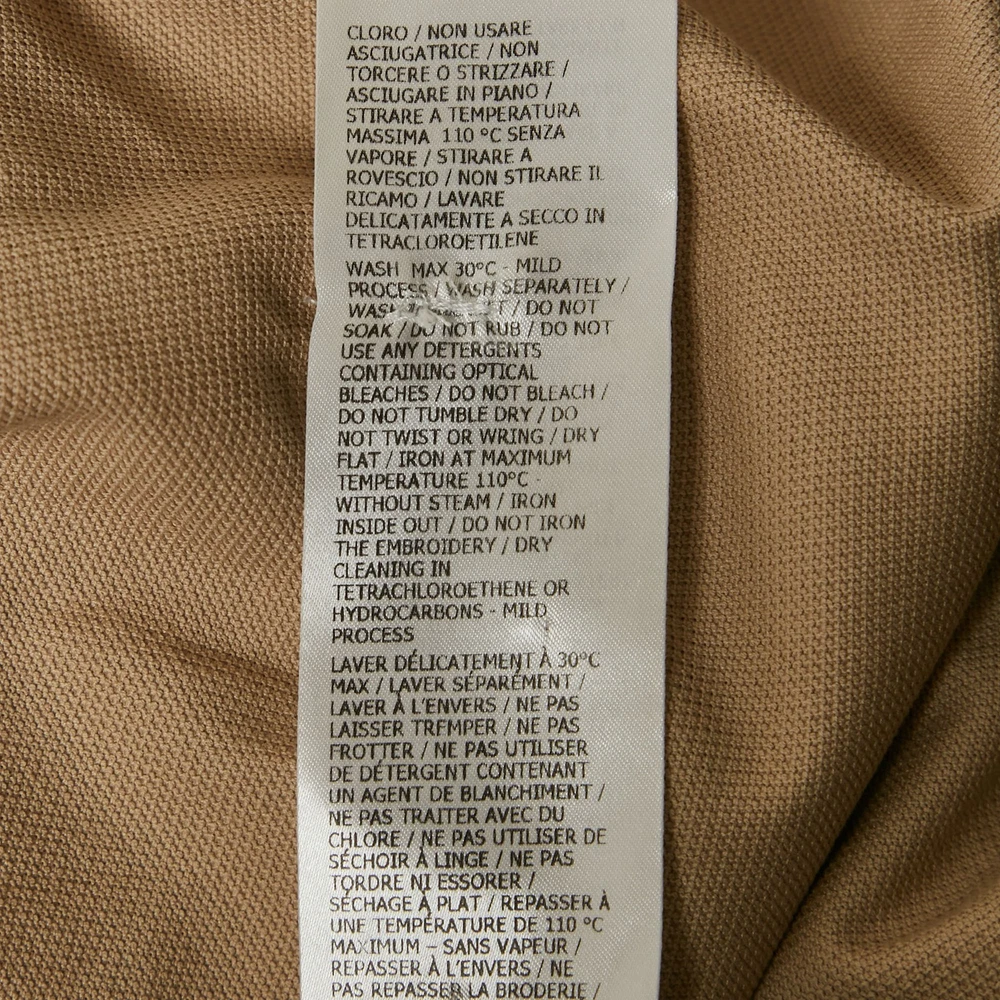 CLORO / NON USARE
ASCIUGATRICE / NON
TORCERE O STRIZZARE /
ASCIUGARE IN PIANO /
STIRARE A TEMPERATURA
MASSIMA 110 °C SENZA
VAPORE / STIRARE A
ROVESCIO / NON STIRARE IL
RICAMO / LAVARE
DELICATAMENTE A SECCO IN
TETRACLOROETILENE
WASH MAX 30°C - MILD
PROCESS / WASH SEPARATELY /
WASH / DO NOT
SOAK / DO NOT RUB / DO NOT
USE ANY DETERGENTS
CONTAINING OPTICAL
BLEACHES / DO NOT BLEACH /
DO NOT TUMBLE DRY / DO
NOT TWIST OR WRING / DRY
FLAT / IRON AT MAXIMUM
TEMPERATURE 110°C -
WITHOUT STEAM / IRON
INSIDE OUT / DO NOT IRON
THE EMBROIDERY / DRY
CLEANING IN
TETRACHLOROETHENE OR
HYDROCARBONS - MILD
PROCESS
LAVER DÉLICATEMENT À 30°C
MAX / LAVER SÉPARÉMENT /
LAVER À L'ENVERS / NE PAS
LAISSER TREMPER / NE PAS
FROTTER / NE PAS UTILISER
DE DÉTERGENT CONTENANT
UN AGENT DE BLANCHIMENT /
NE PAS TRAITER AVEC DU
CHLORE / NE PAS UTILISER DE
SÉCHOIR À LINGE / NE PAS
TORDRE NI ESSORER /
SÉCHAGE À PLAT / REPASSER À
UNE TEMPÉRATURE DE 110 °C
MAXIMUM – SANS VAPEUR /
REPASSER À L'ENVERS / NE
PAS REPASSER LA BRODERIE /